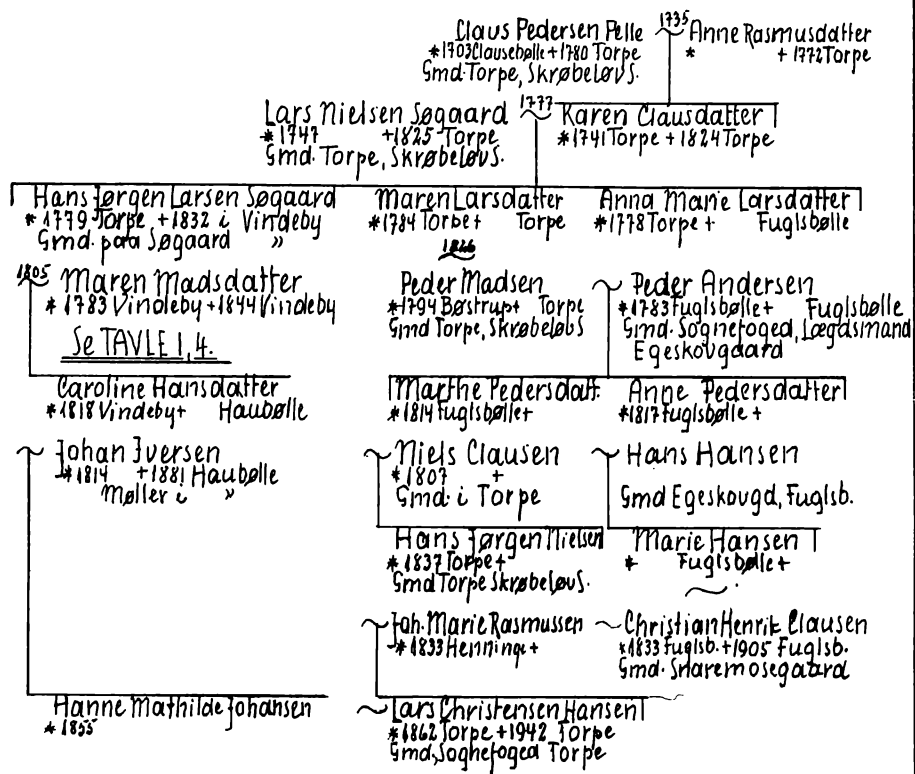 Claus Pedersen Pelle 1735 Anne Rasmusdatter
*1703 Clausebølle +1780 Torpe * +1772 Torpe
Gmd. Torpe, Skrøbeløv S.
Lars Nielsen Søgaard 1777 Karen Clausdatter
*1747 +1825 Torpe *1741 Torpe +1824 Torpe
Gmd. Torpe, Skrøbeløv S.
Hans Jørgen Larsen Søgaard Maren Larsdatter Anna Marie Larsdatter
*1779 Torpe +1832 i Vindeby *1784 Torpe+ Torpe *1778 Torpe + Fuglsbølle
Gmd. paa Søgaard "
1805 Maren Madsdatter Peder Madsen Peder Andersen
*1783 Vindeby +1844 Vindeby *1794 Bøstrup+ Torpe *1783 Fuglsbølle+ Fuglsbølle
Gmd Torpe, Skrøbeløv S Gmd. Sognefoged, Lægdsmand
Se TAVLE I, 4. Egeskovgaard
Caroline Hansdatter Marthe Pedersdatt. Anne Pedersdatter
*1818 Vindeby+ Haubølle *1814 Fuglsbølle+ *1817 Fuglsbølle +
Johan Iversen Niels Clausen Hans Hansen
*1814 +1881 Haubølle *1807 +
Møller i " Gmd. i Torpe Gmd Egeskovgd, Fuglsb.
Hans Jørgen Nielsen Marie Hansen
*1837 Torpe+ * Fuglsbølle+
Gmd Torpe Skrøbeløv S.
Joh. Marie Rasmussen Christian Henrik Clausen
*1833 Henninge+ *1833 Fuglsb. +1905 Fuglsb.
Gmd. Snaremosegaard
Hanne Mathilde Johansen Lars Christensen Hansen
*1855 *1862 Torpe +1942 Torpe
Gmd, Sognefoged Torpe